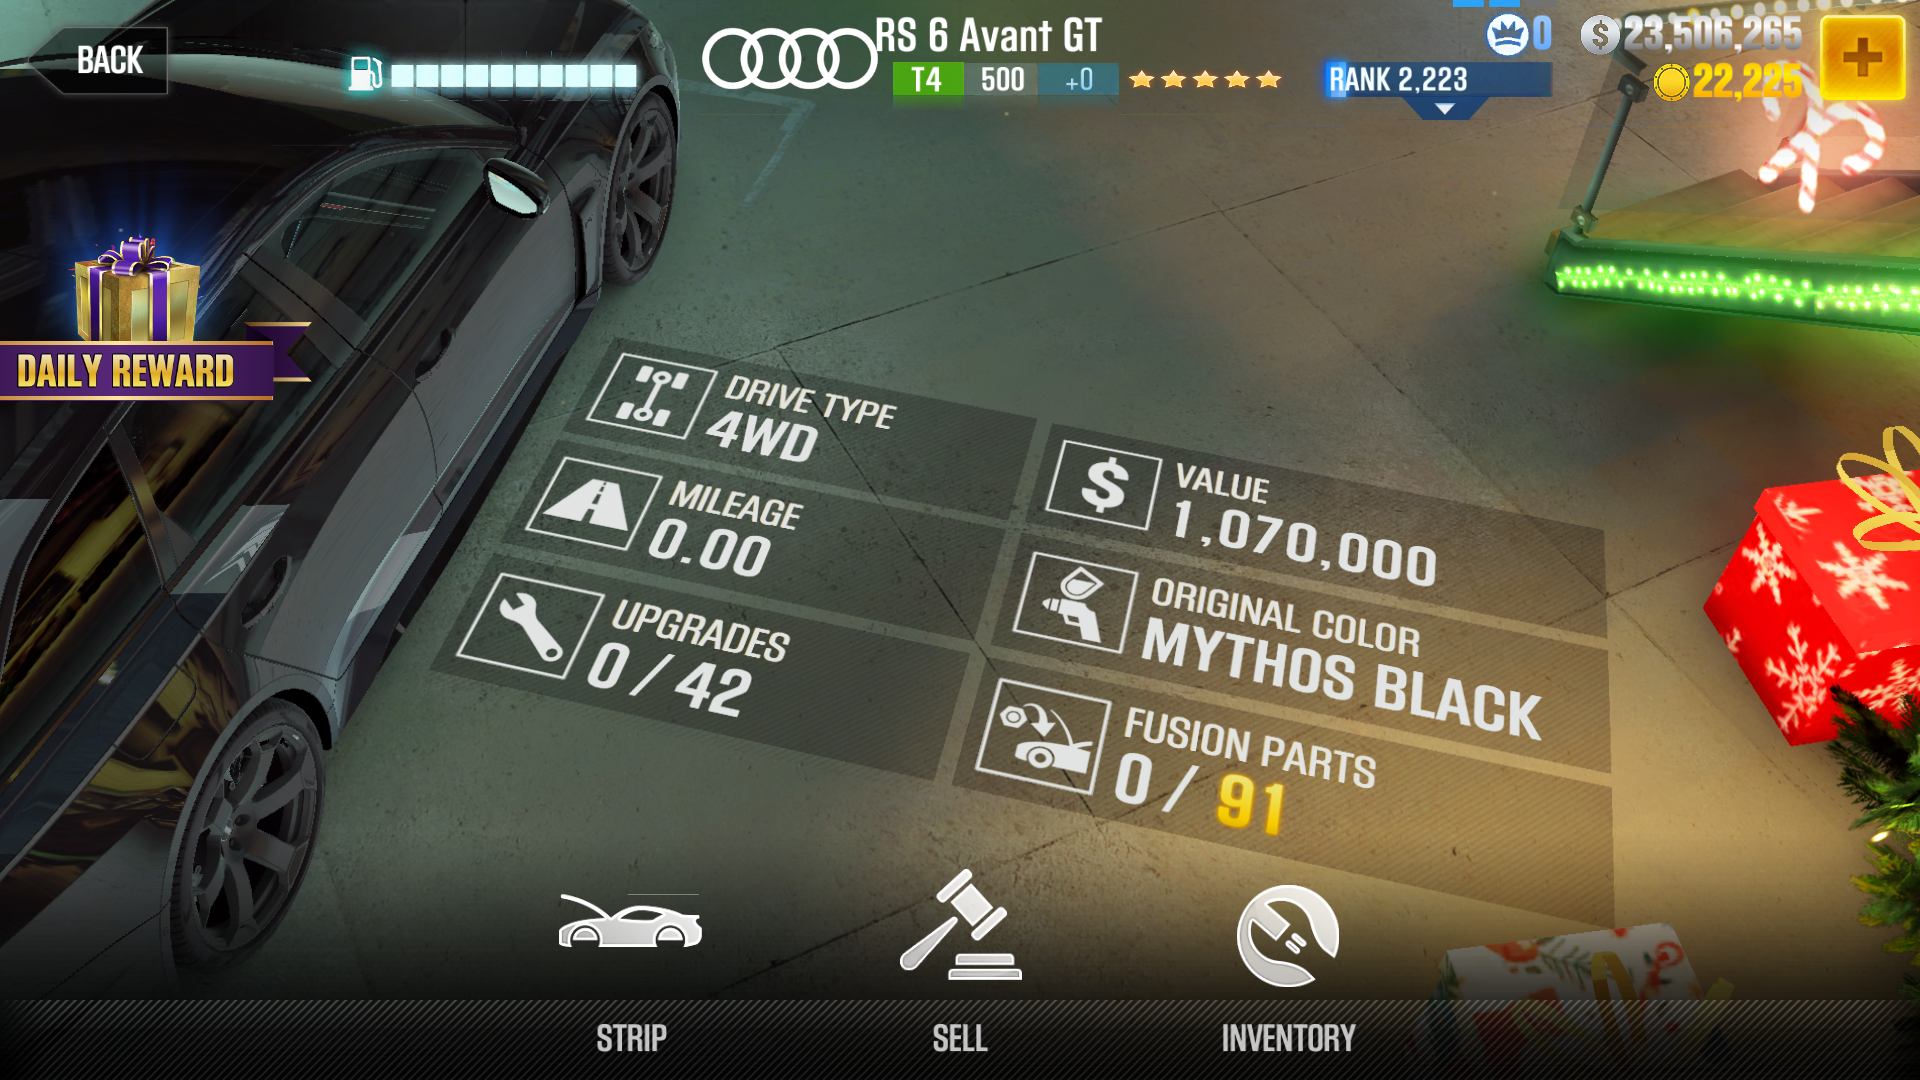 BACK
RS 6 Avant GT
T4 500 +0
RANK 2,223
0
23,506,265
22,225
DAILY REWARD
DRIVE TYPE
4WD
MILEAGE
0.00
UPGRADES
0 / 42
VALUE
1,070,000
ORIGINAL COLOR
MYTHOS BLACK
FUSION PARTS
0 / 91
STRIP
SELL
INVENTORY